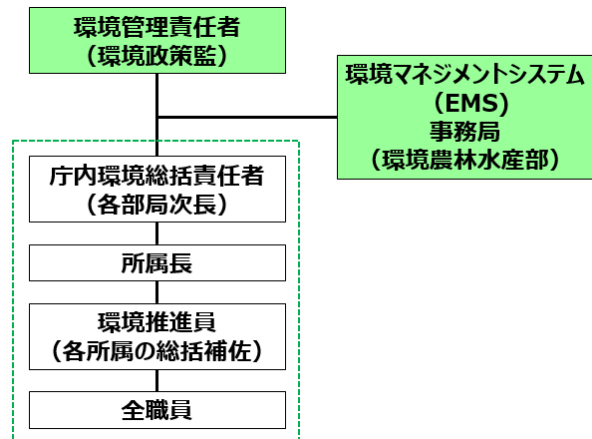 環境管理責任者
（環境政策監）
環境マネジメントシステム
（EMS）
事務局
（環境農林水産部）
庁内環境総括責任者
（各部局次長）
所属長
環境推進員
（各所属の総括補佐）
全職員